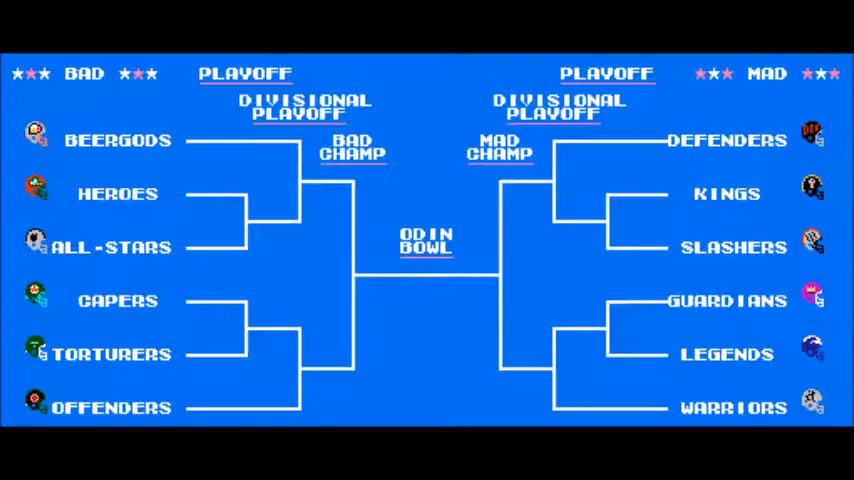 ★★★ BAD ★★★ PLAYOFF PLAYOFF ★★★ MAD ★★★
DIVISIONAL PLAYOFF
DIVISIONAL PLAYOFF
BAD CHAMP
MAD CHAMP
BEERGODS
DEFENDERS
HEROES
KINGS
ALL-STARS
SLASHERS
ODIN BOWL
CAPERS
GUARDIANS
TORTURERS
LEGENDS
OFFENDERS
WARRIORS